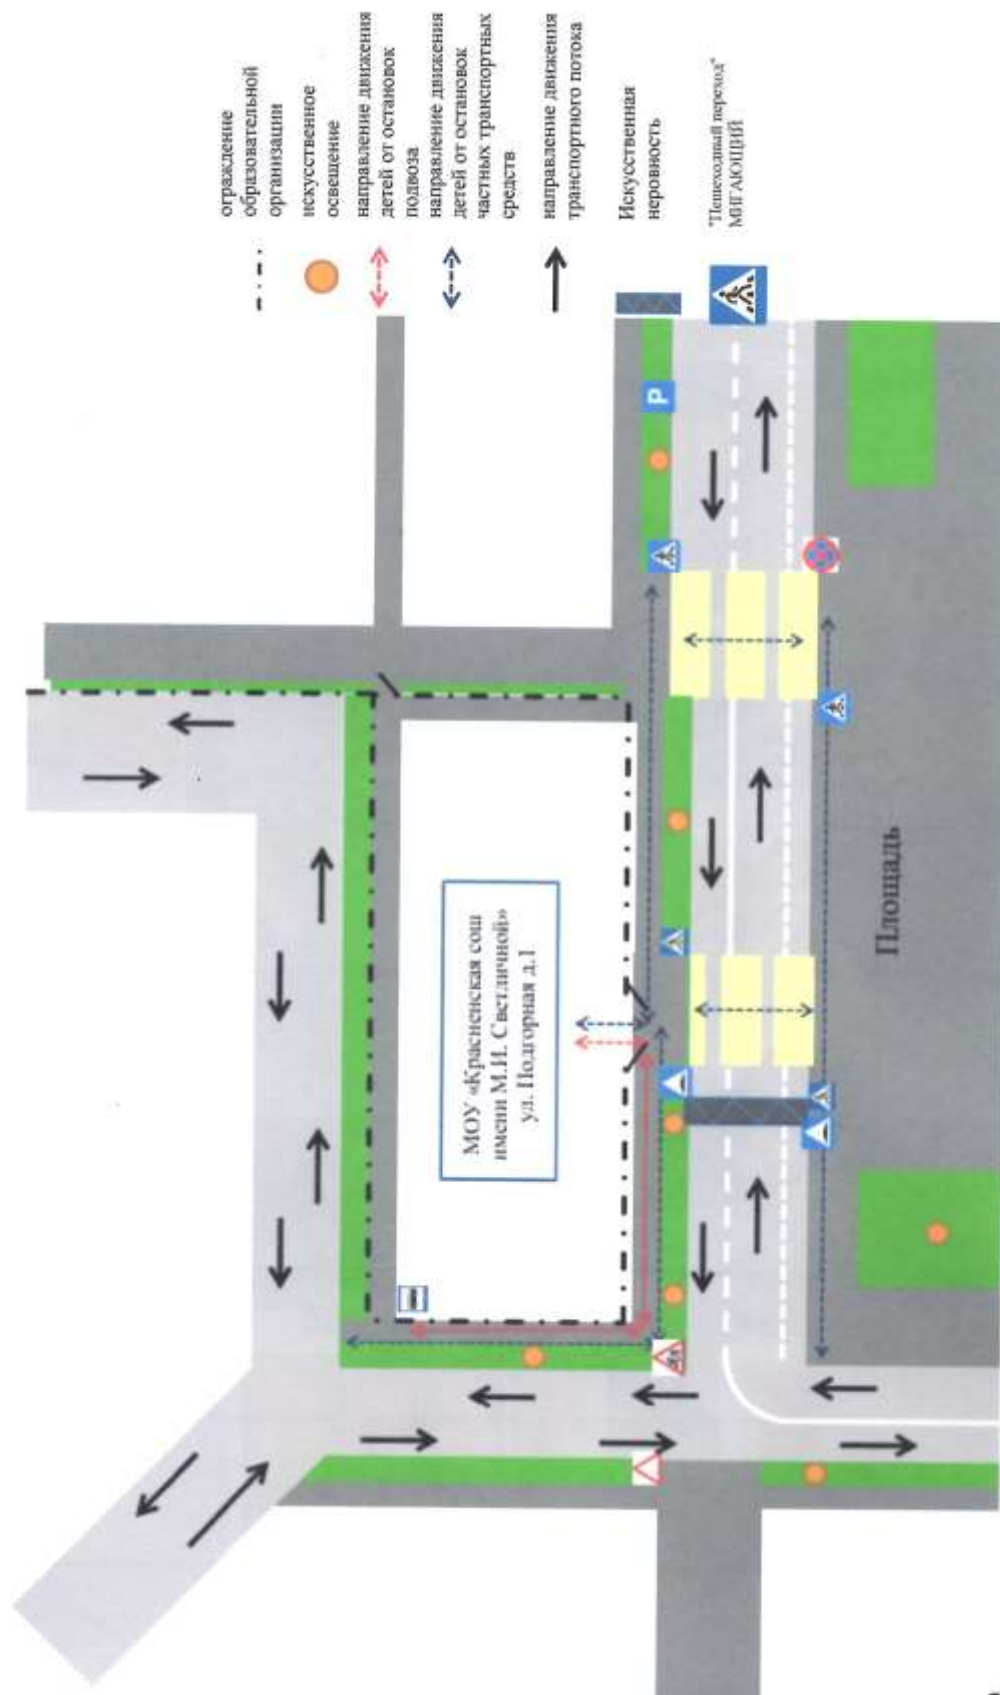 ограждение
образовательной
организации
искусственное
освещение
направление движения
детей от остановок
подвоза
направление движения
детей от остановок
частных транспортных
средств
направление движения
транспортного потока
Искусственная
неровность
"Пешеходный переход"
МИГАЮЩИЙ
P
МОУ «Красненская сош
имени М.И. Светличной»
ул. Подгорная д.1
Площадь